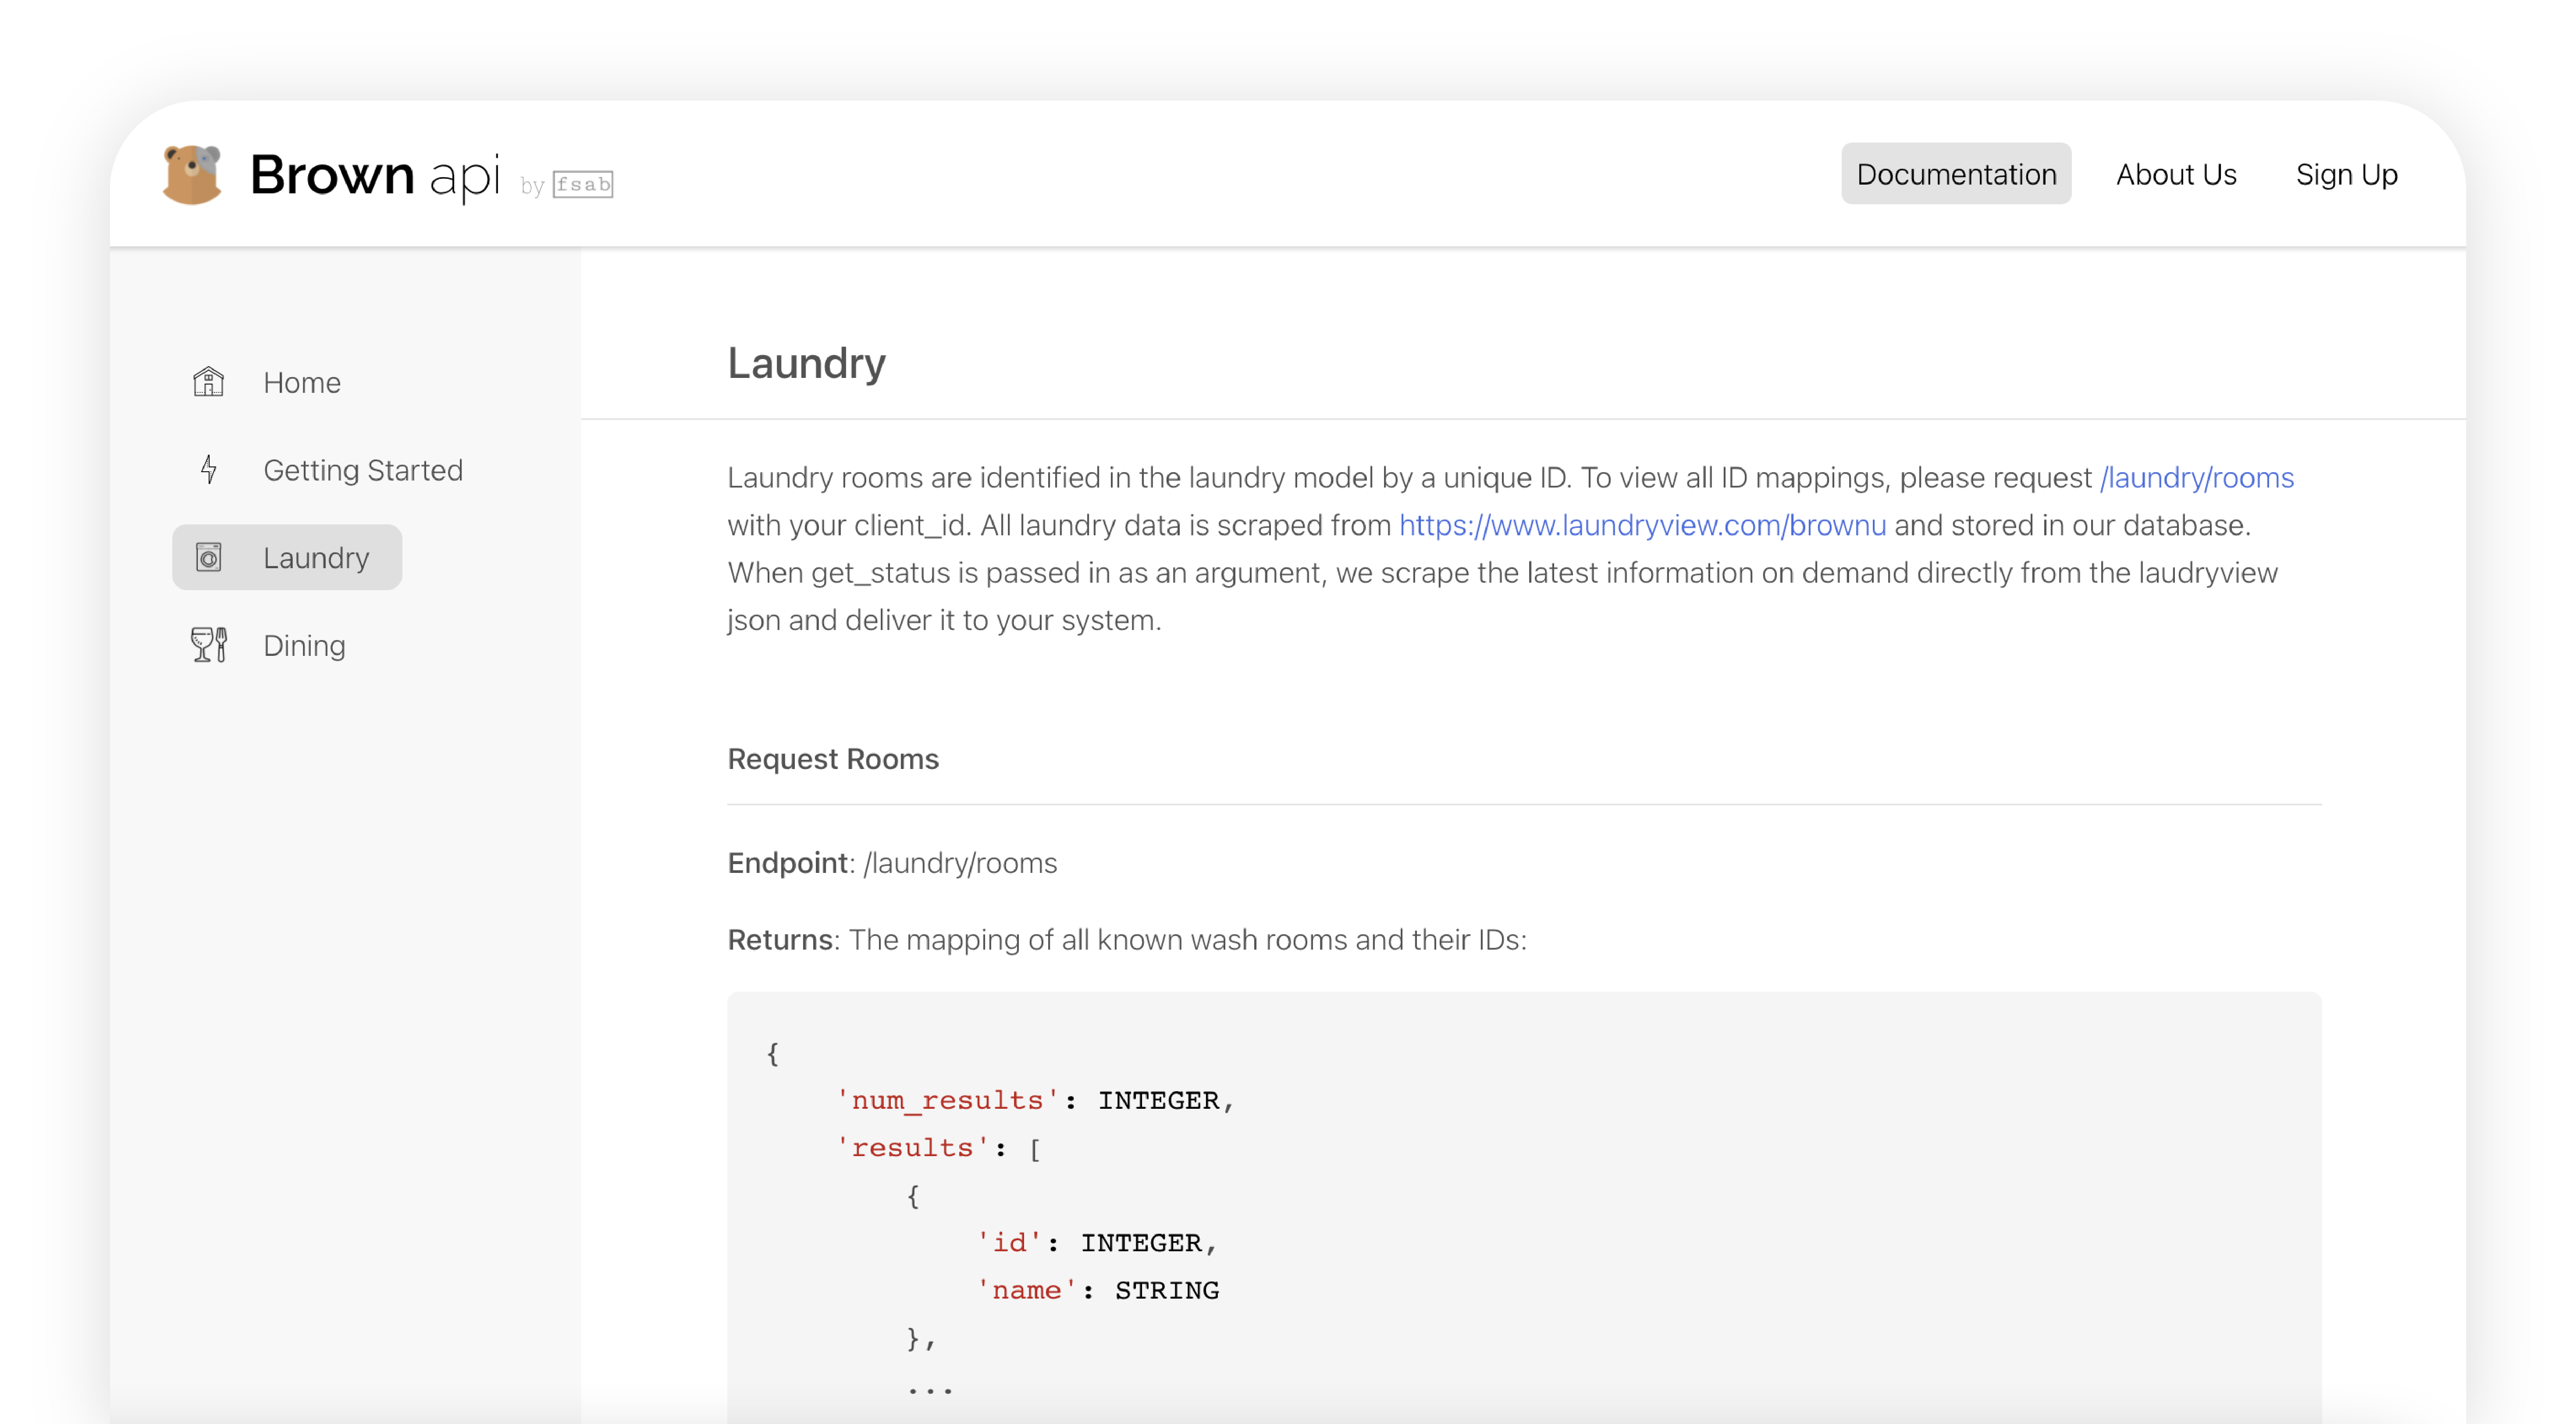 Brown api by fsab
Documentation About Us Sign Up
Home
Getting Started
Laundry
Dining
Laundry
Laundry rooms are identified in the laundry model by a unique ID. To view all ID mappings, please request /laundry/rooms
with your client_id. All laundry data is scraped from https://www.laundryview.com/brownu and stored in our database.
When get_status is passed in as an argument, we scrape the latest information on demand directly from the laudryview
json and deliver it to your system.
Request Rooms
Endpoint: /laundry/rooms
Returns: The mapping of all known wash rooms and their IDs:
{
'num_results': INTEGER,
'results': [
{
'id': INTEGER,
'name': STRING
},
...